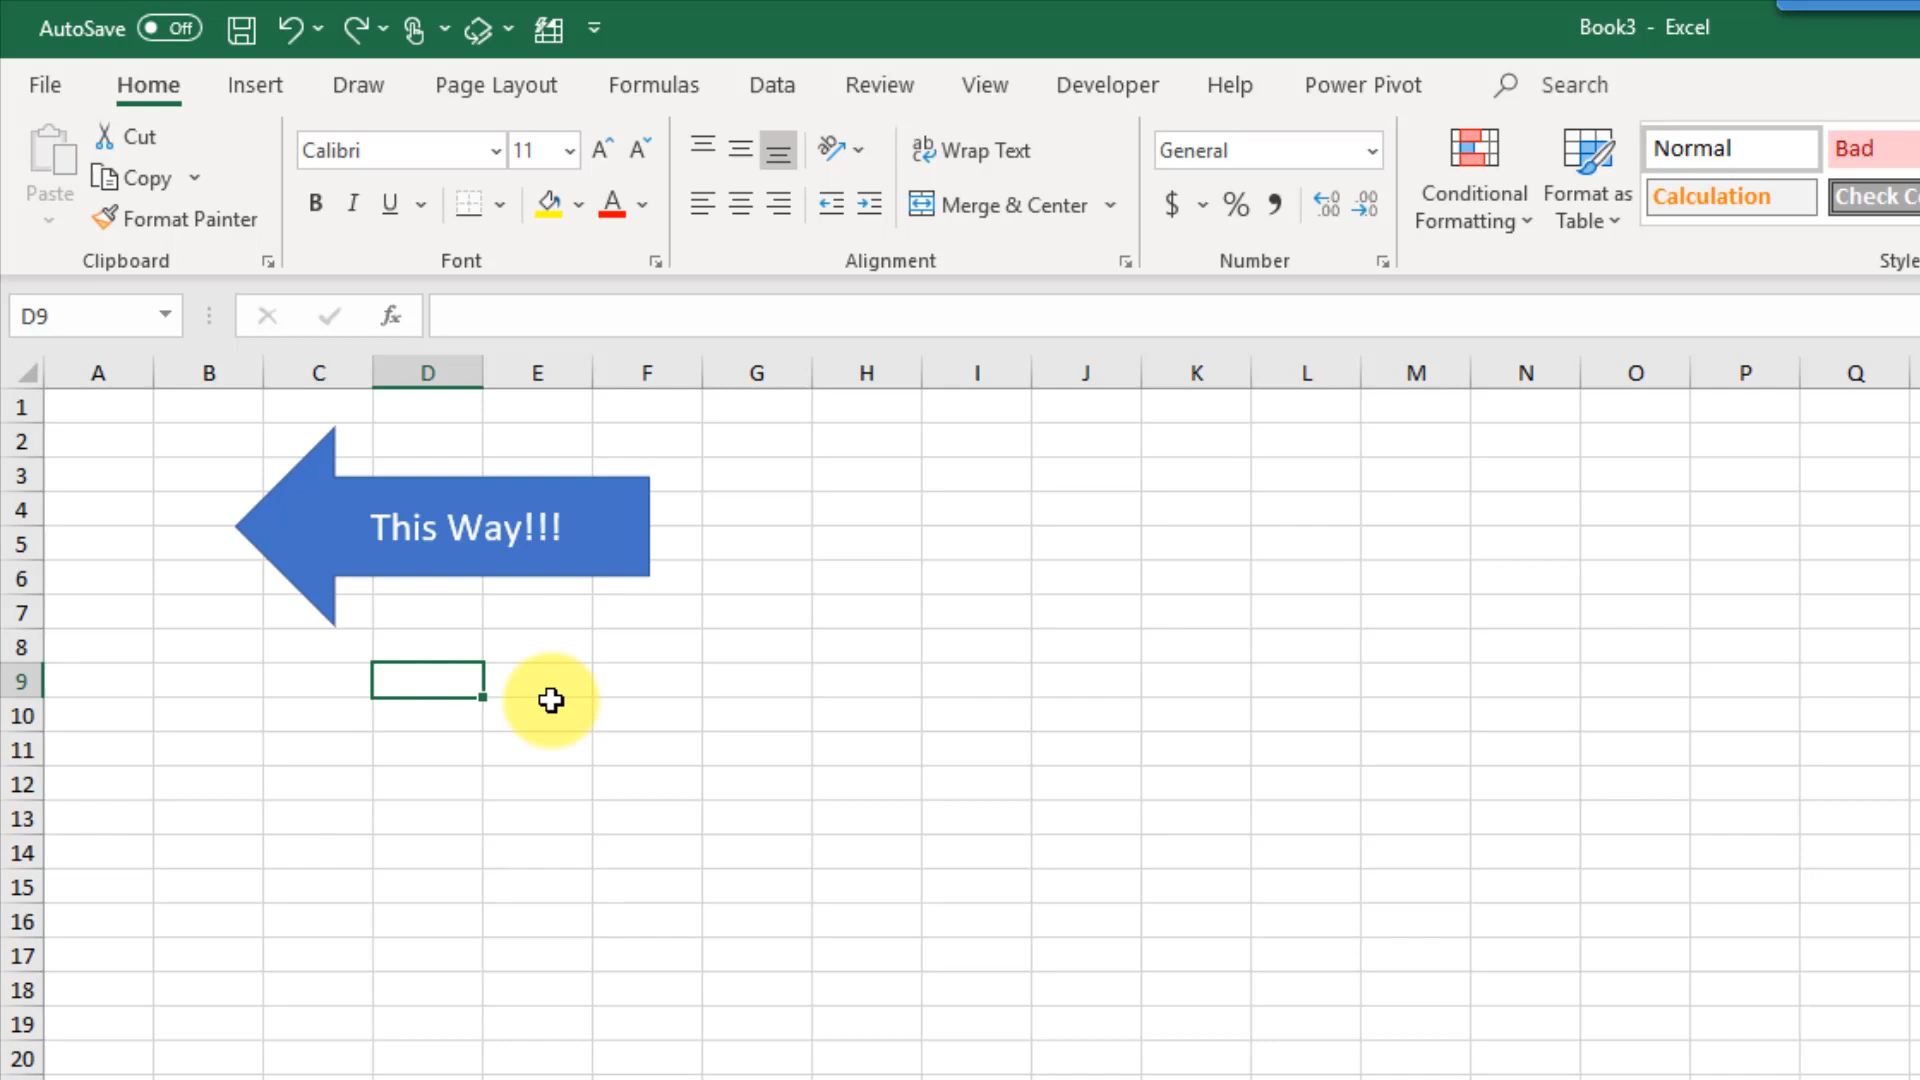 AutoSave Off Book3 - Excel
File Home Insert Draw Page Layout Formulas Data Review View Developer Help Power Pivot Search
Paste Cut Calibri 11 Wrap Text General Conditional Formatting Format as Table Normal Bad
Copy B I U A Merge & Center $ % Calculation Check
Format Painter
Clipboard Font Alignment Number
D9 fx
A B C D E F G H I J K L M N O P Q
1
2
3
4
This Way!!!
5
6
7
8
9
10
11
12
13
14
15
16
17
18
19
20